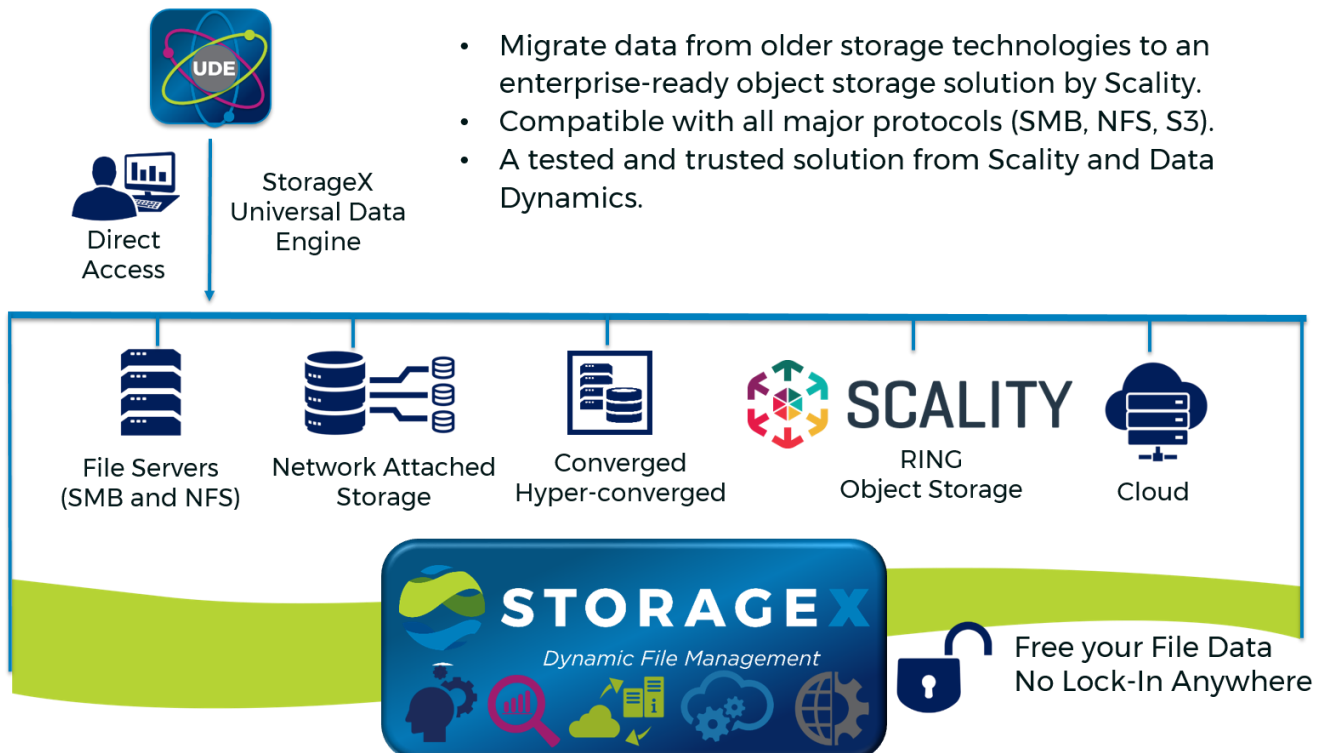 UDE
• Migrate data from older storage technologies to an
enterprise-ready object storage solution by Scality.
• Compatible with all major protocols (SMB, NFS, S3).
• A tested and trusted solution from Scality and Data
Dynamics.
Direct
Access
StorageX
Universal Data
Engine
File Servers
(SMB and NFS)
Network Attached
Storage
Converged
Hyper-converged
SCALITY
RING
Object Storage
Cloud
STORAGEX
Dynamic File Management
i
Free your File Data
No Lock-In Anywhere